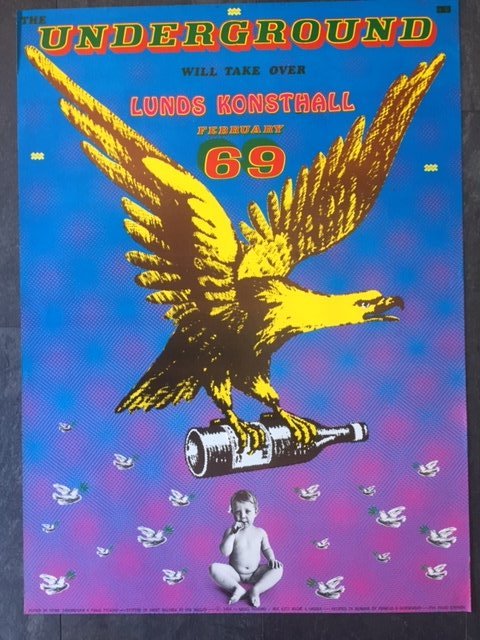 THE
UNDERGROUND
WILL TAKE OVER
LUNDS KONSTHALL
FEBRUARY
69